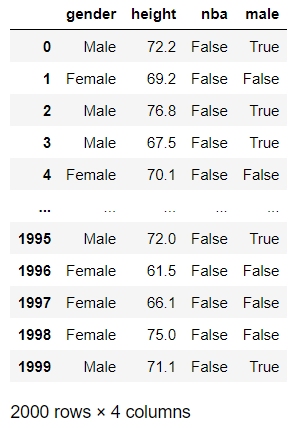 gender height nba male
0 Male 72.2 False True
1 Female 69.2 False False
2 Male 76.8 False True
3 Male 67.5 False True
4 Female 70.1 False False
... ... ... ... ...
1995 Male 72.0 False True
1996 Female 61.5 False False
1997 Female 66.1 False False
1998 Female 75.0 False False
1999 Male 71.1 False True
2000 rows × 4 columns